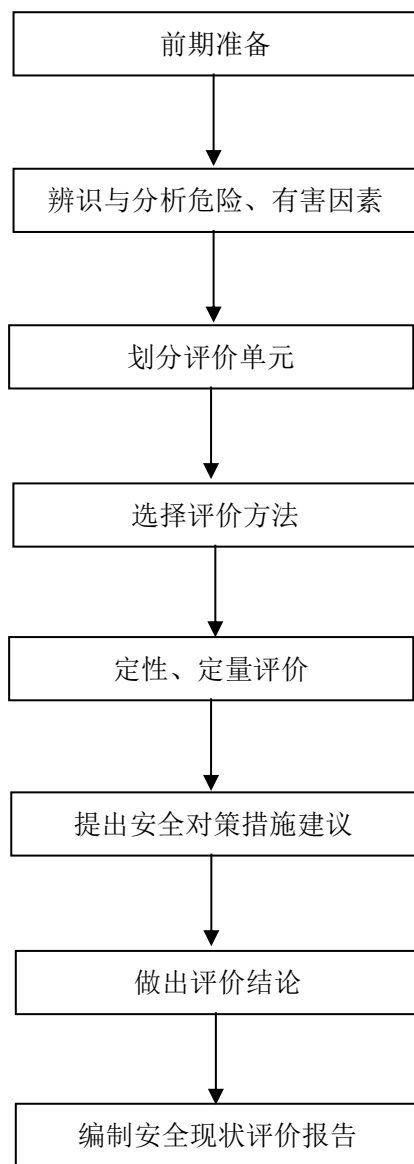 前期准备
辨识与分析危险、有害因素
划分评价单元
选择评价方法
定性、定量评价
提出安全对策措施建议
做出评价结论
编制安全现状评价报告